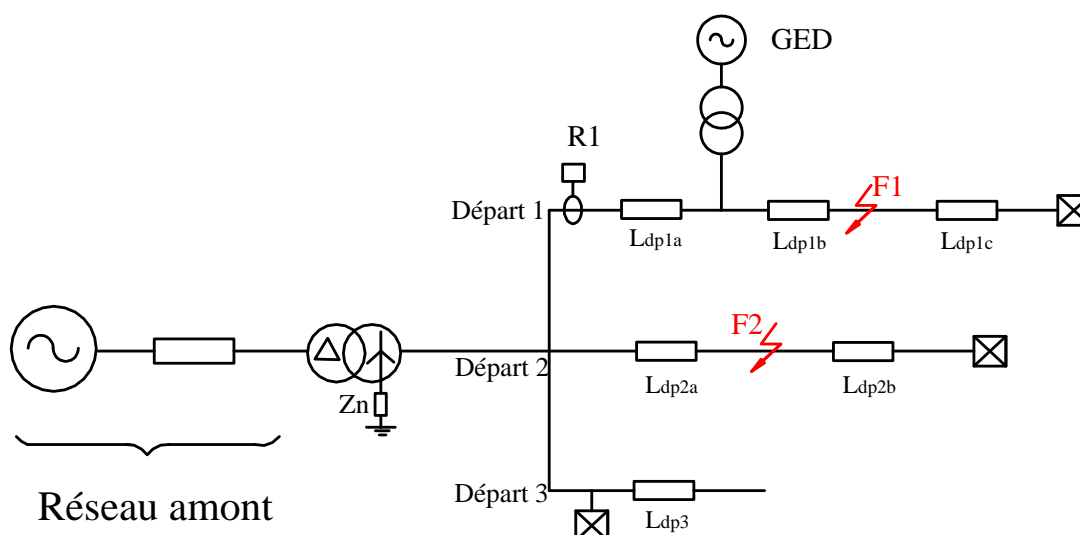 GED
R1
F1
Départ 1
Ldp1a
Ldp1b
Ldp1c
F2
Départ 2
Ldp2a
Ldp2b
Zn
Départ 3
Ldp3
Réseau amont